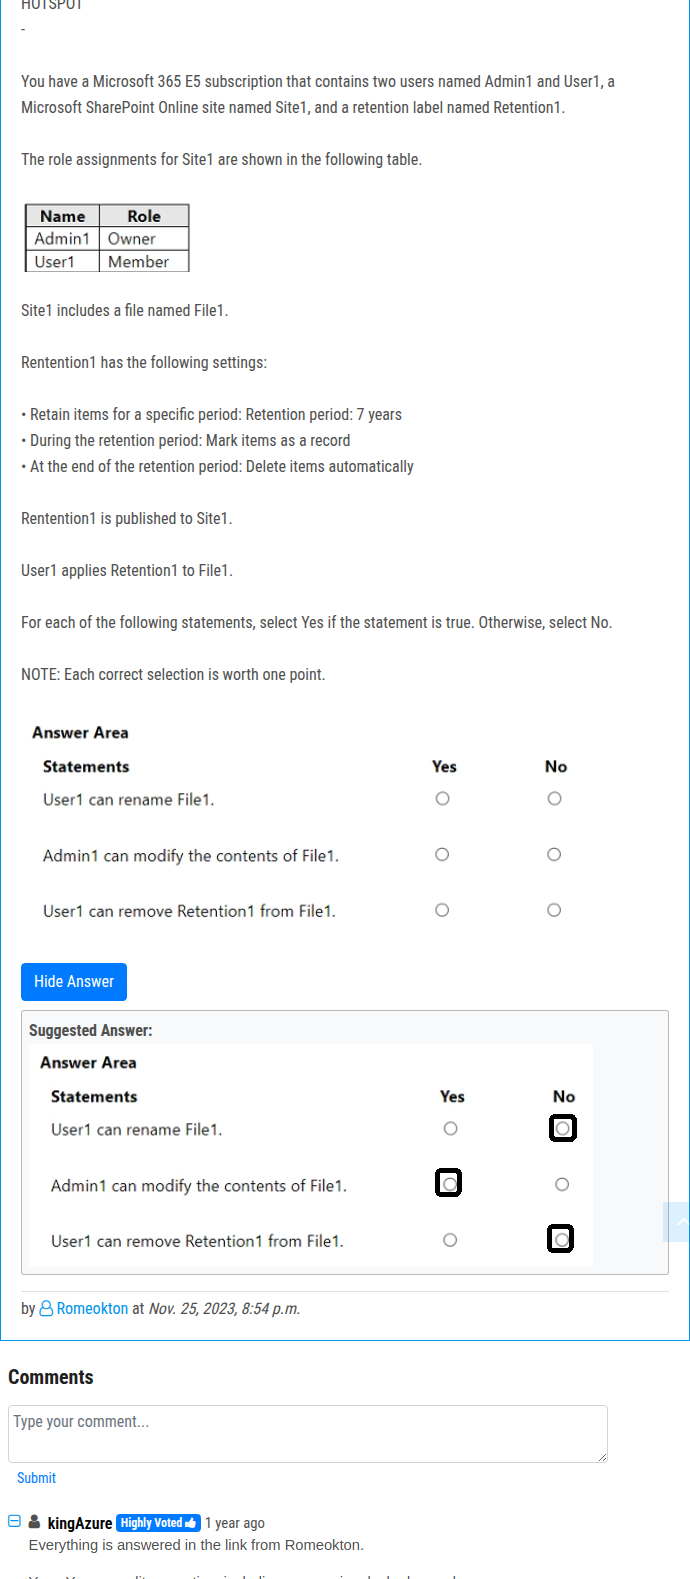 HOTSPOT
-
You have a Microsoft 365 E5 subscription that contains two users named Admin1 and User1, a
Microsoft SharePoint Online site named Site1, and a retention label named Retention1.
The role assignments for Site1 are shown in the following table.
Name Role
Admin1 Owner
User1 Member
Site1 includes a file named File1.
Rentention1 has the following settings:
• Retain items for a specific period: Retention period: 7 years
• During the retention period: Mark items as a record
• At the end of the retention period: Delete items automatically
Rentention1 is published to Site1.
User1 applies Retention1 to File1.
For each of the following statements, select Yes if the statement is true. Otherwise, select No.
NOTE: Each correct selection is worth one point.
Answer Area
Statements Yes No
User1 can rename File1.
Admin1 can modify the contents of File1.
User1 can remove Retention1 from File1.
Hide Answer
Suggested Answer:
Answer Area
Statements Yes No
User1 can rename File1.
Admin1 can modify the contents of File1.
User1 can remove Retention1 from File1.
by Romeokton at Nov. 25, 2023, 8:54 p.m.
Comments
Type your comment...
Submit
kingAzure Highly Voted 1 year ago
Everything is answered in the link from Romeokton.